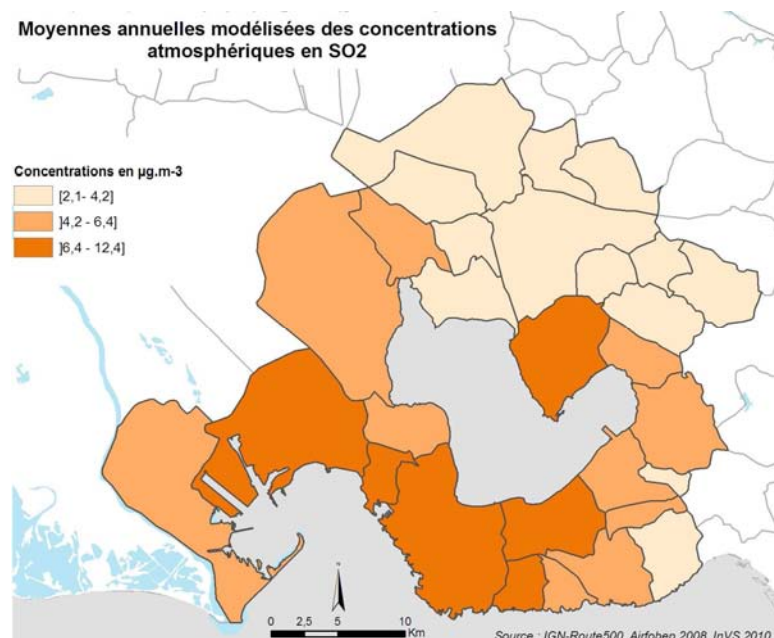 Moyennes annuelles modélisées des concentrations
atmosphériques en SO2
Concentrations en µg.m-3
[2,1- 4,2]
]4,2 - 6,4]
]6,4 - 12,4]
0 2,5 5 10
Km
Source : IGN-Route500, Airfobep 2008, InVS 2010